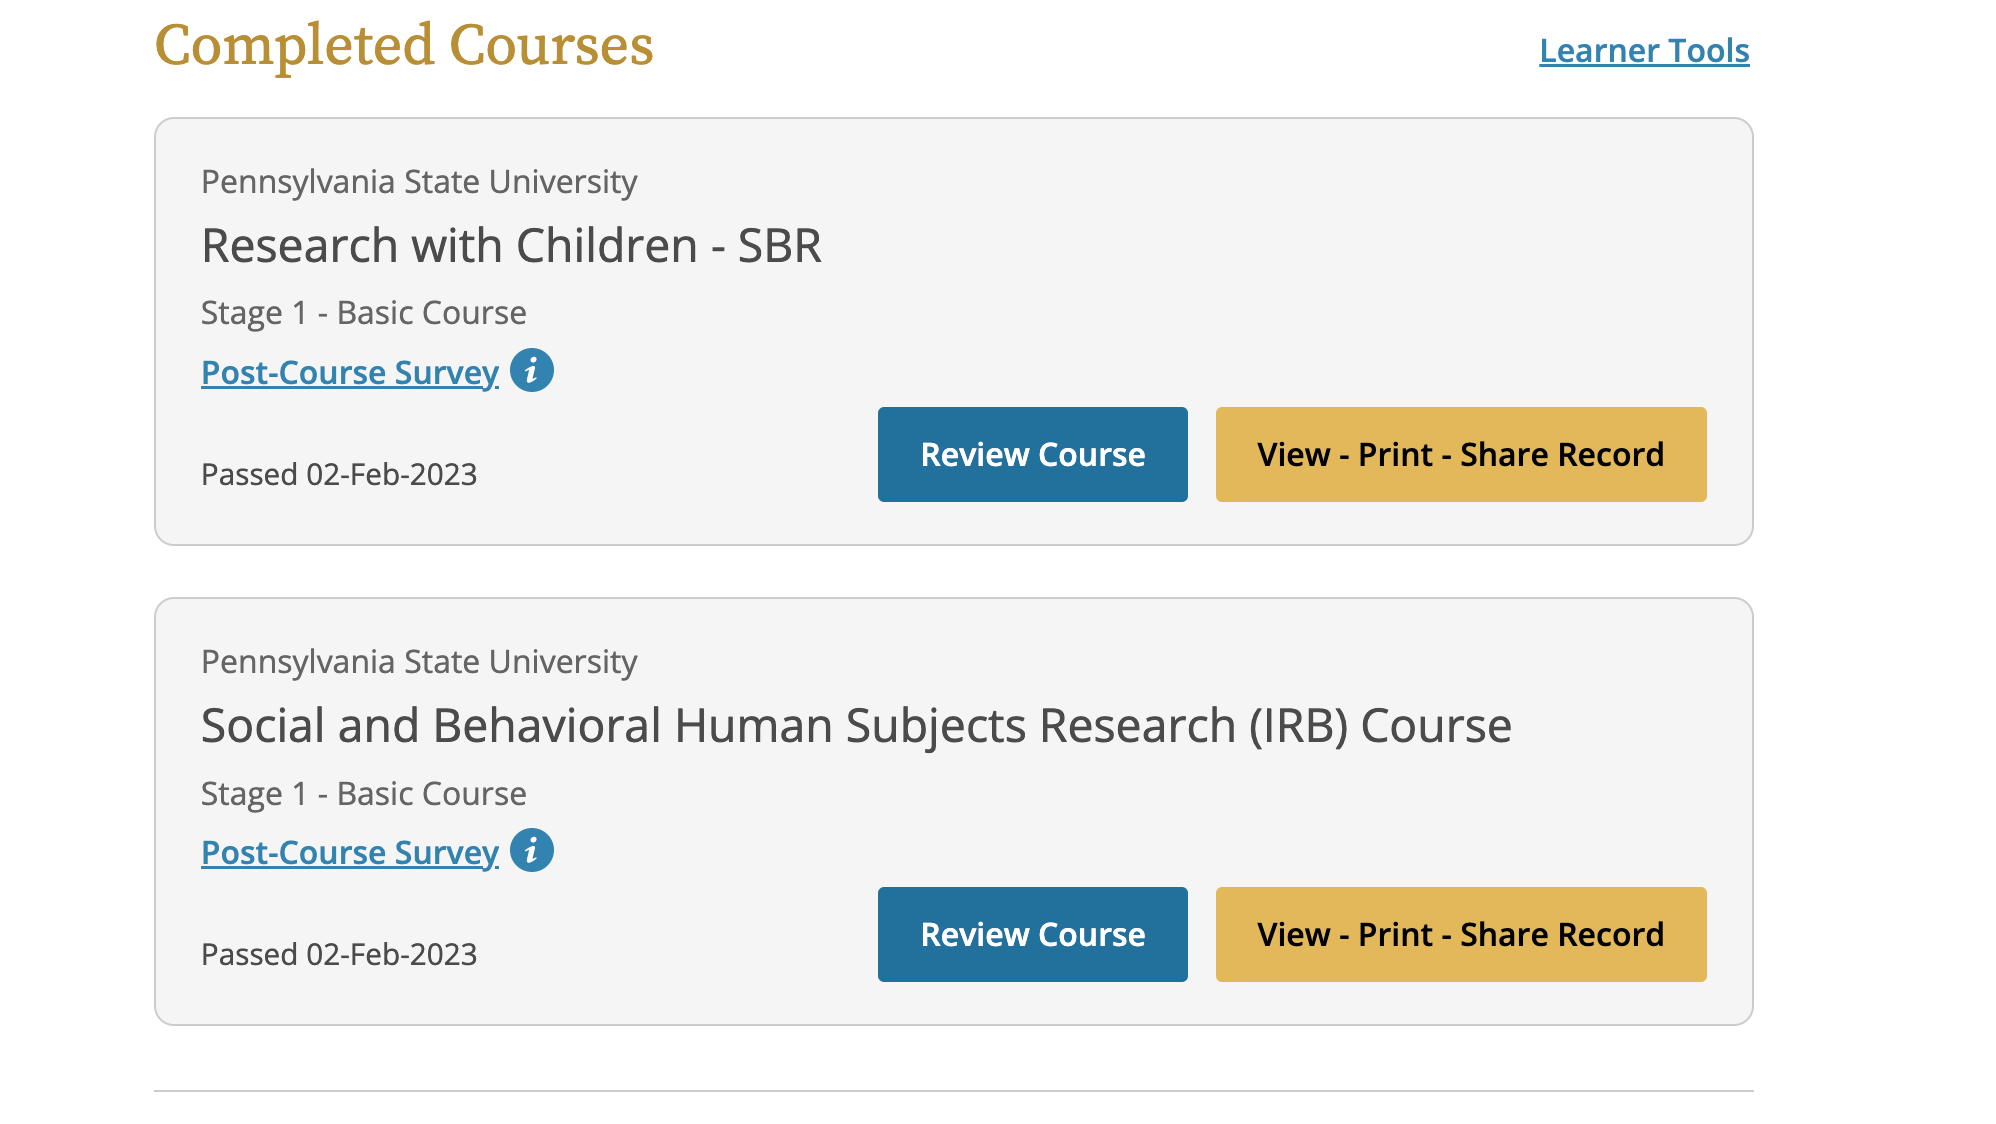 Completed Courses
Learner Tools
Pennsylvania State University
Research with Children - SBR
Stage 1 - Basic Course
Post-Course Survey i
Passed 02-Feb-2023
Review Course
View - Print - Share Record
Pennsylvania State University
Social and Behavioral Human Subjects Research (IRB) Course
Stage 1 - Basic Course
Post-Course Survey i
Passed 02-Feb-2023
Review Course
View - Print - Share Record